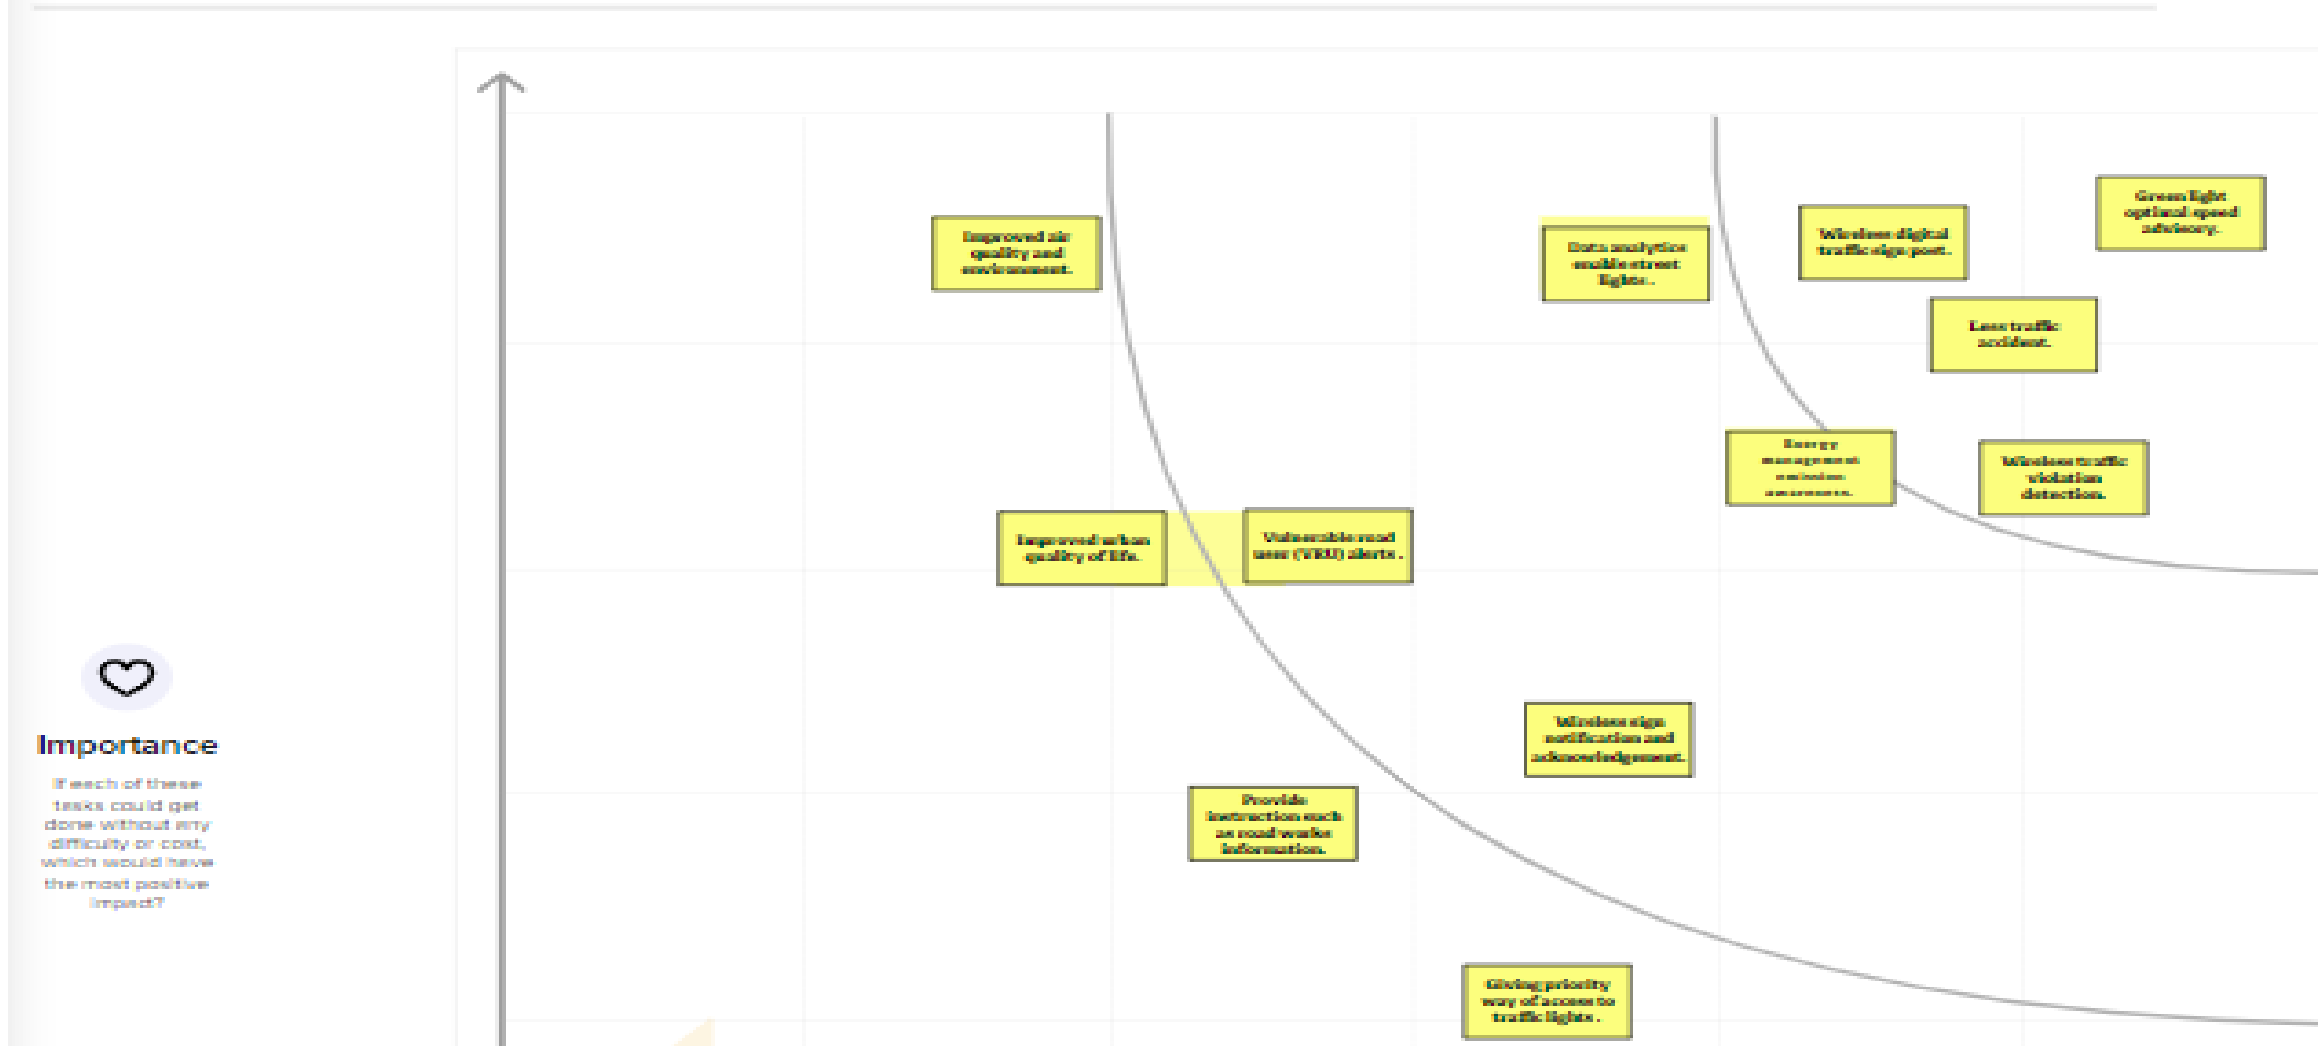 Green light
optimal speed
advisory.
Wireless digital
traffic sign post.
Improved air
quality and
environment.
Data analytics
enable street
lights .
Less traffic
accident.
Energy
management
emission
awareness.
Wireless traffic
violation
detection.
Improved urban
quality of life.
Vulnerable road
user (VRU) alerts .
Wireless sign
notification and
acknowledgement.
Importance
If each of these
tasks could get
done without any
difficulty or cost,
which would have
the most positive
impact?
Provide
instruction such
as road works
information.
Giving priority
way of access to
traffic lights .